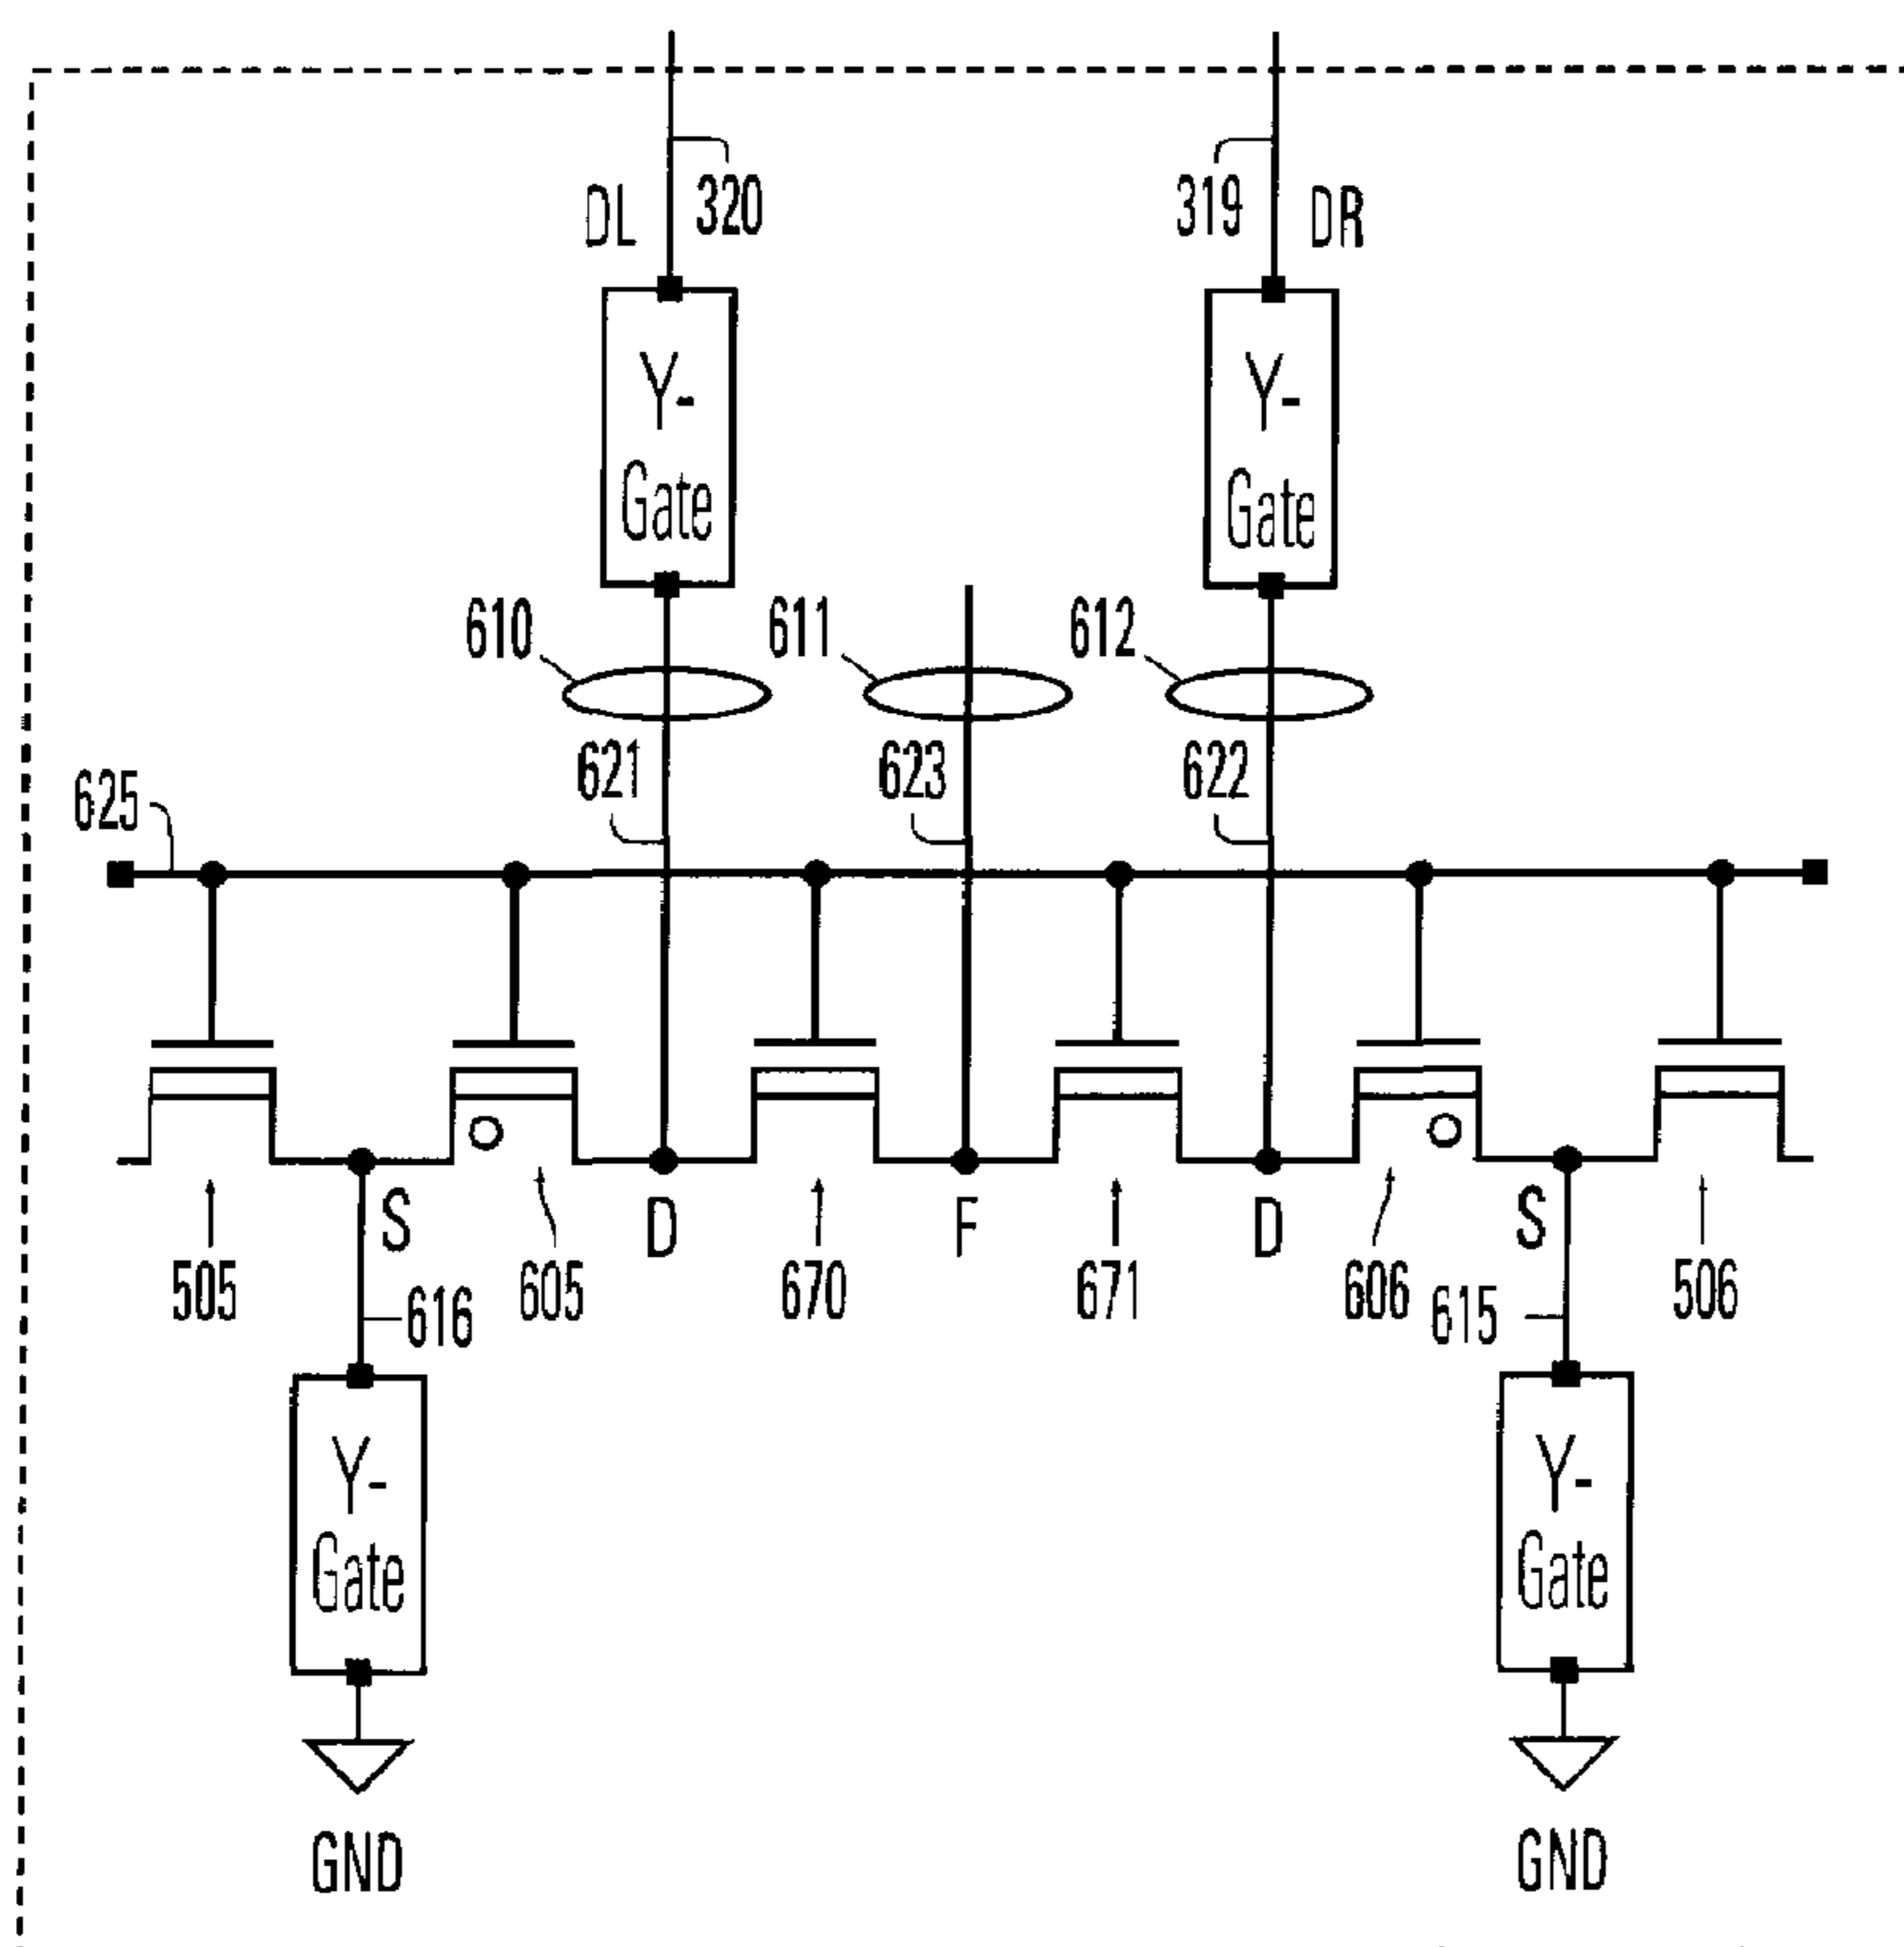 DL 320 319 DR
Y-
Gate
Y-
Gate
610 611 612
621 623 622
625
S D F D S
505 605 670 671 606 506
616 615
Y-
Gate
Y-
Gate
GND GND